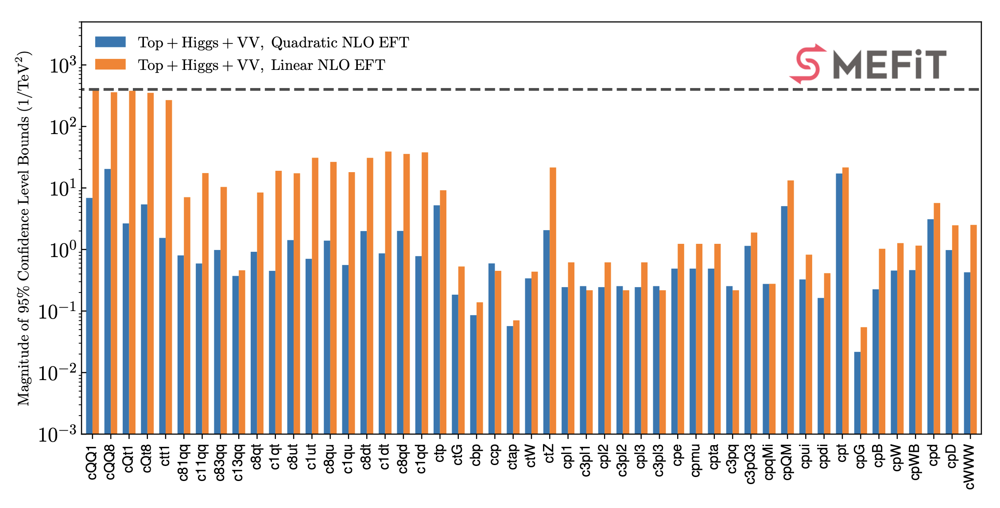 Top + Higgs + VV, Quadratic NLO EFT
Top + Higgs + VV, Linear NLO EFT
SMEFiT
Magnitude of 95% Confidence Level Bounds (1/TeV²)
10³
10²
10¹
10⁰
10⁻¹
10⁻²
10⁻³
cQQ1
cQQ8
cQt1
cQt8
ctt1
c81qq
c11qq
c83qq
c13qq
c8qt
c1qt
c8ut
c1ut
c8qu
c1qu
c8dt
c1dt
c8qd
c1qd
ctp
ctG
cbp
ccp
ctap
ctW
ctZ
cpl1
c3pl1
cpl2
c3pl2
cpl3
c3pl3
cpe
cpmu
cpta
c3pq
c3pQ3
cpqMi
cpQM
cpui
cpdi
cpt
cpG
cpB
cpW
cpWB
cpd
cpD
cWWW